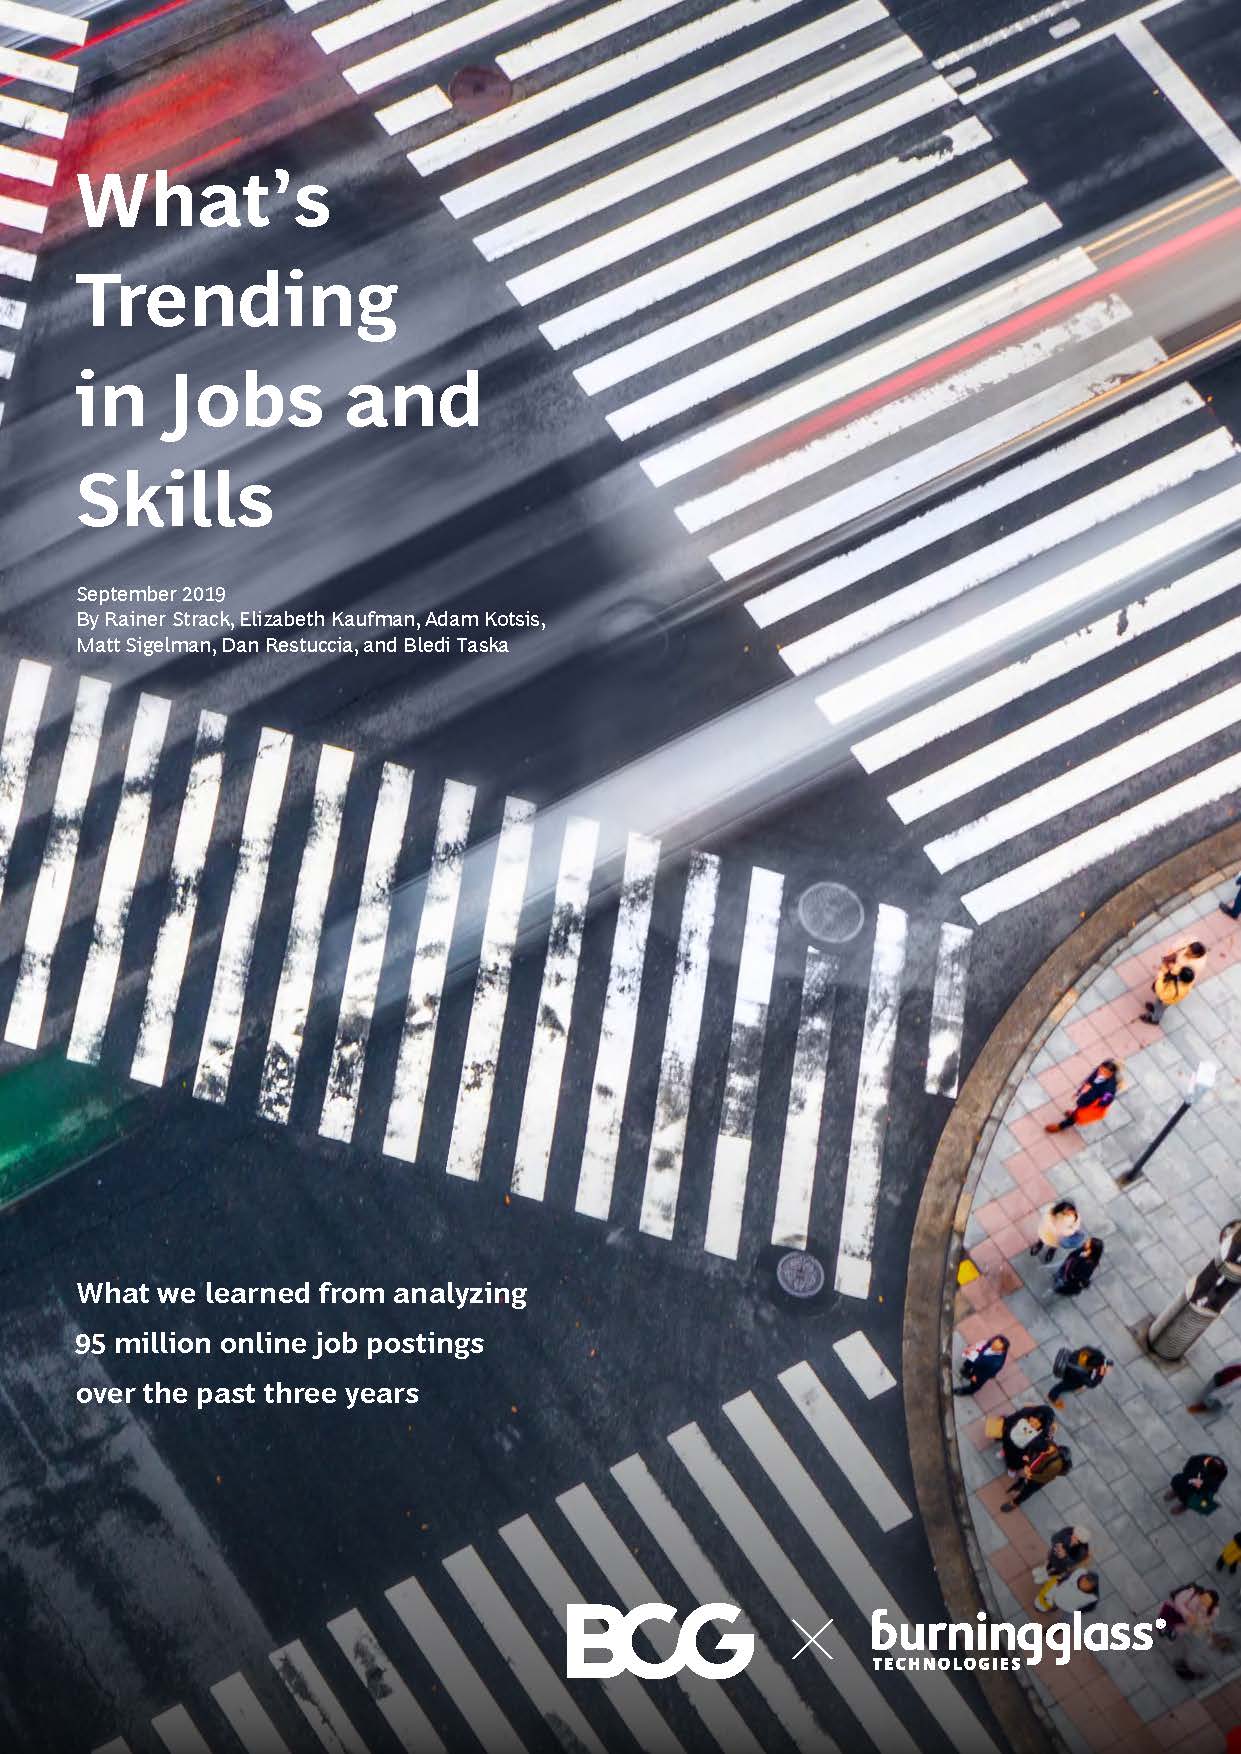 What’s
Trending
in Jobs and
Skills
September 2019
By Rainer Strack, Elizabeth Kaufman, Adam Kotsis,
Matt Sigelman, Dan Restuccia, and Bledi Taska
What we learned from analyzing
95 million online job postings
over the past three years
BCG × burningglass®
TECHNOLOGIES